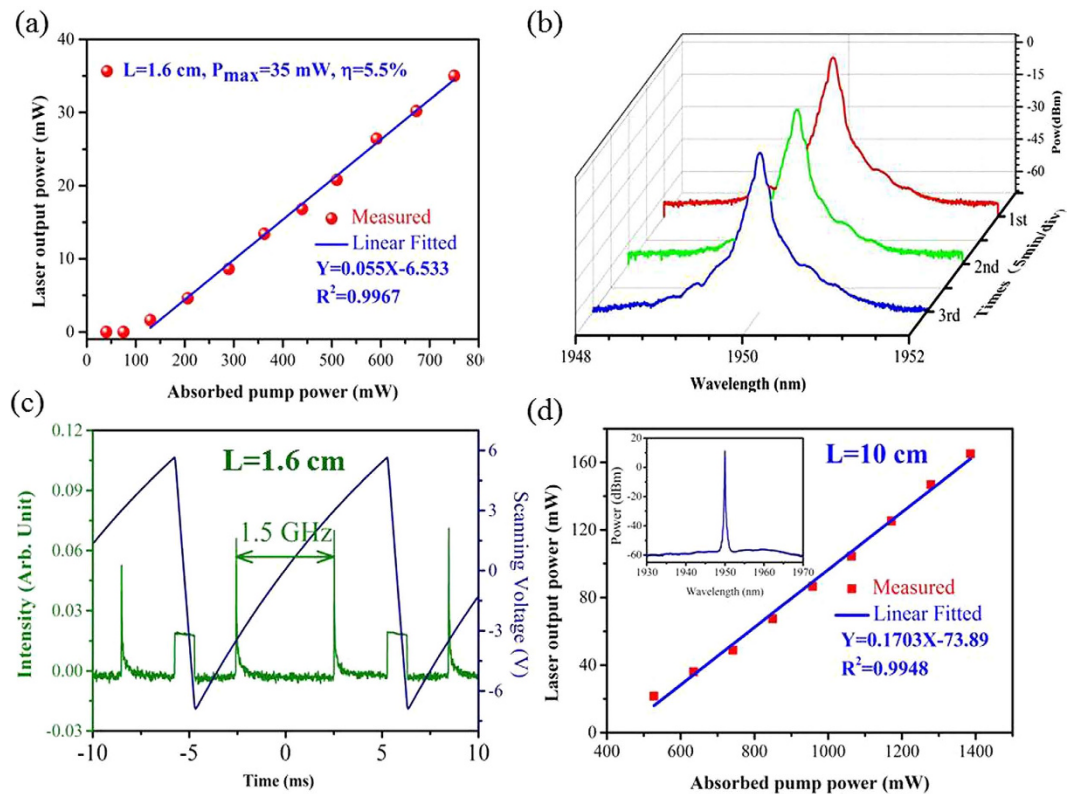 (a)
40
30
20
10
0
Laser output power (mW)
L=1.6 cm, Pmax=35 mW, η=5.5%
Measured
Linear Fitted
Y=0.055X-6.533
R²=0.9967
0 100 200 300 400 500 600 700 80
Absorbed pump power (mW)
(b)
0
-15
-30
-45
-60
Pow(dBm)
1st
2nd
3rd
Times (5min/div)
1948 1950 1952
Wavelength (nm)
(c)
0.12
0.09
0.06
0.03
0.00
-0.03
Intensity (Arb. Unit)
L=1.6 cm
1.5 GHz
6
3
0
-3
-6
Scanning Voltage (V)
-10 -5 0 5 10
Time (ms)
(d)
160
120
80
40
0
Laser output power (mW)
L=10 cm
20
0
-20
-40
-60
Power (dBm)
1930 1940 1950 1960 1970
Wavelength (nm)
Measured
Linear Fitted
Y=0.1703X-73.89
R²=0.9948
400 600 800 1000 1200 1400
Absorbed pump power (mW)